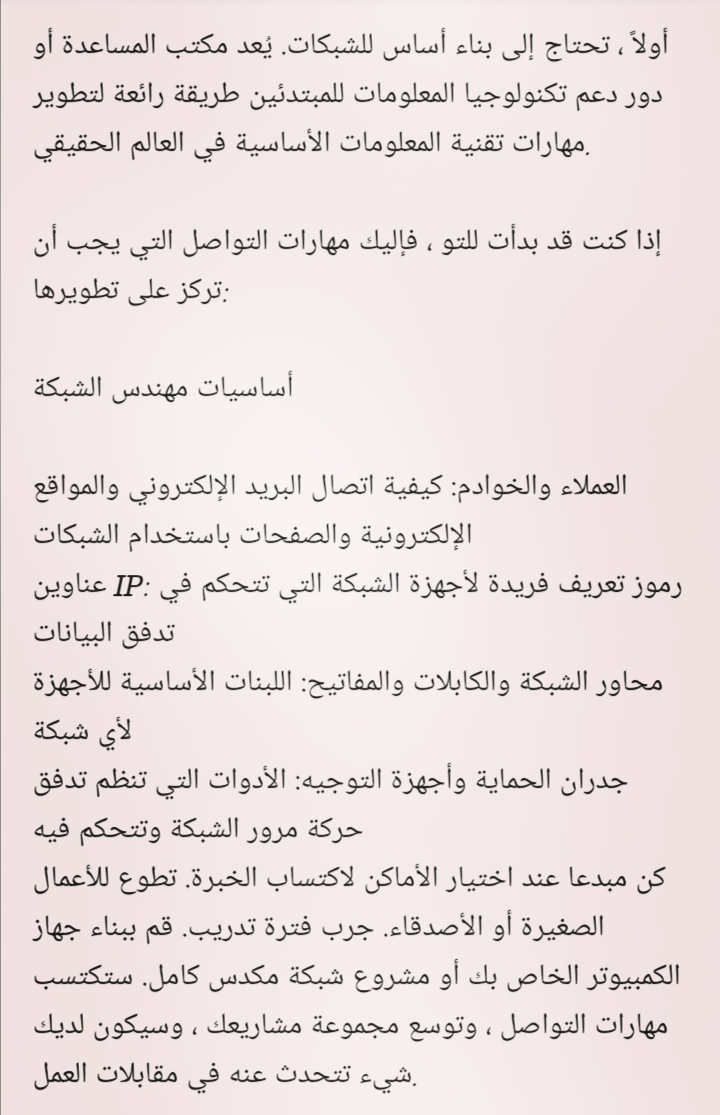 أولاً ، تحتاج إلى بناء أساس للشبكات. يُعد مكتب المساعدة أو
دور دعم تكنولوجيا المعلومات للمبتدئين طريقة رائعة لتطوير
مهارات تقنية المعلومات الأساسية في العالم الحقيقي.
إذا كنت قد بدأت للتو ، فإليك مهارات التواصل التي يجب أن
تركز على تطويرها:
أساسيات مهندس الشبكة
العملاء والخوادم: كيفية اتصال البريد الإلكتروني والمواقع
الإلكترونية والصفحات باستخدام الشبكات
عناوين IP: رموز تعريف فريدة لأجهزة الشبكة التي تتحكم في
تدفق البيانات
محاور الشبكة والكابلات والمفاتيح: اللبنات الأساسية للأجهزة
لأي شبكة
جدران الحماية وأجهزة التوجيه: الأدوات التي تنظم تدفق
حركة مرور الشبكة وتتحكم فيه
كن مبدعا عند اختيار الأماكن لاكتساب الخبرة. تطوع للأعمال
الصغيرة أو الأصدقاء. جرب فترة تدريب. قم ببناء جهاز
الكمبيوتر الخاص بك أو مشروع شبكة مكدس كامل. ستكتسب
مهارات التواصل ، وتوسع مجموعة مشاريعك ، وسيكون لديك
شيء تتحدث عنه في مقابلات العمل.